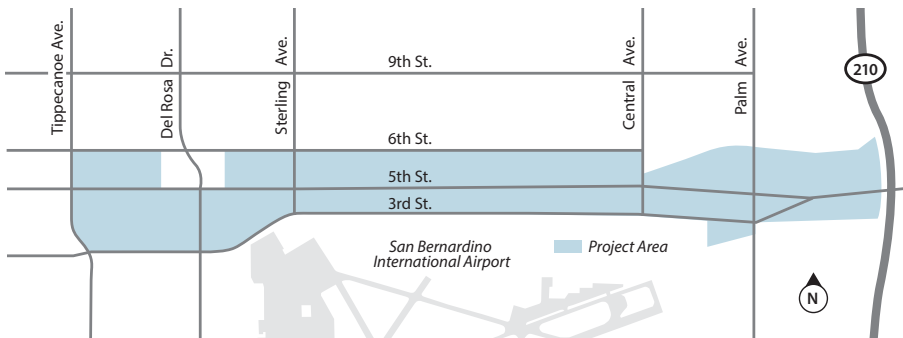 Tippecanoe Ave.
Del Rosa Dr.
Sterling Ave.
9th St.
Central Ave.
Palm Ave.
210
6th St.
5th St.
3rd St.
San Bernardino
International Airport
Project Area
N